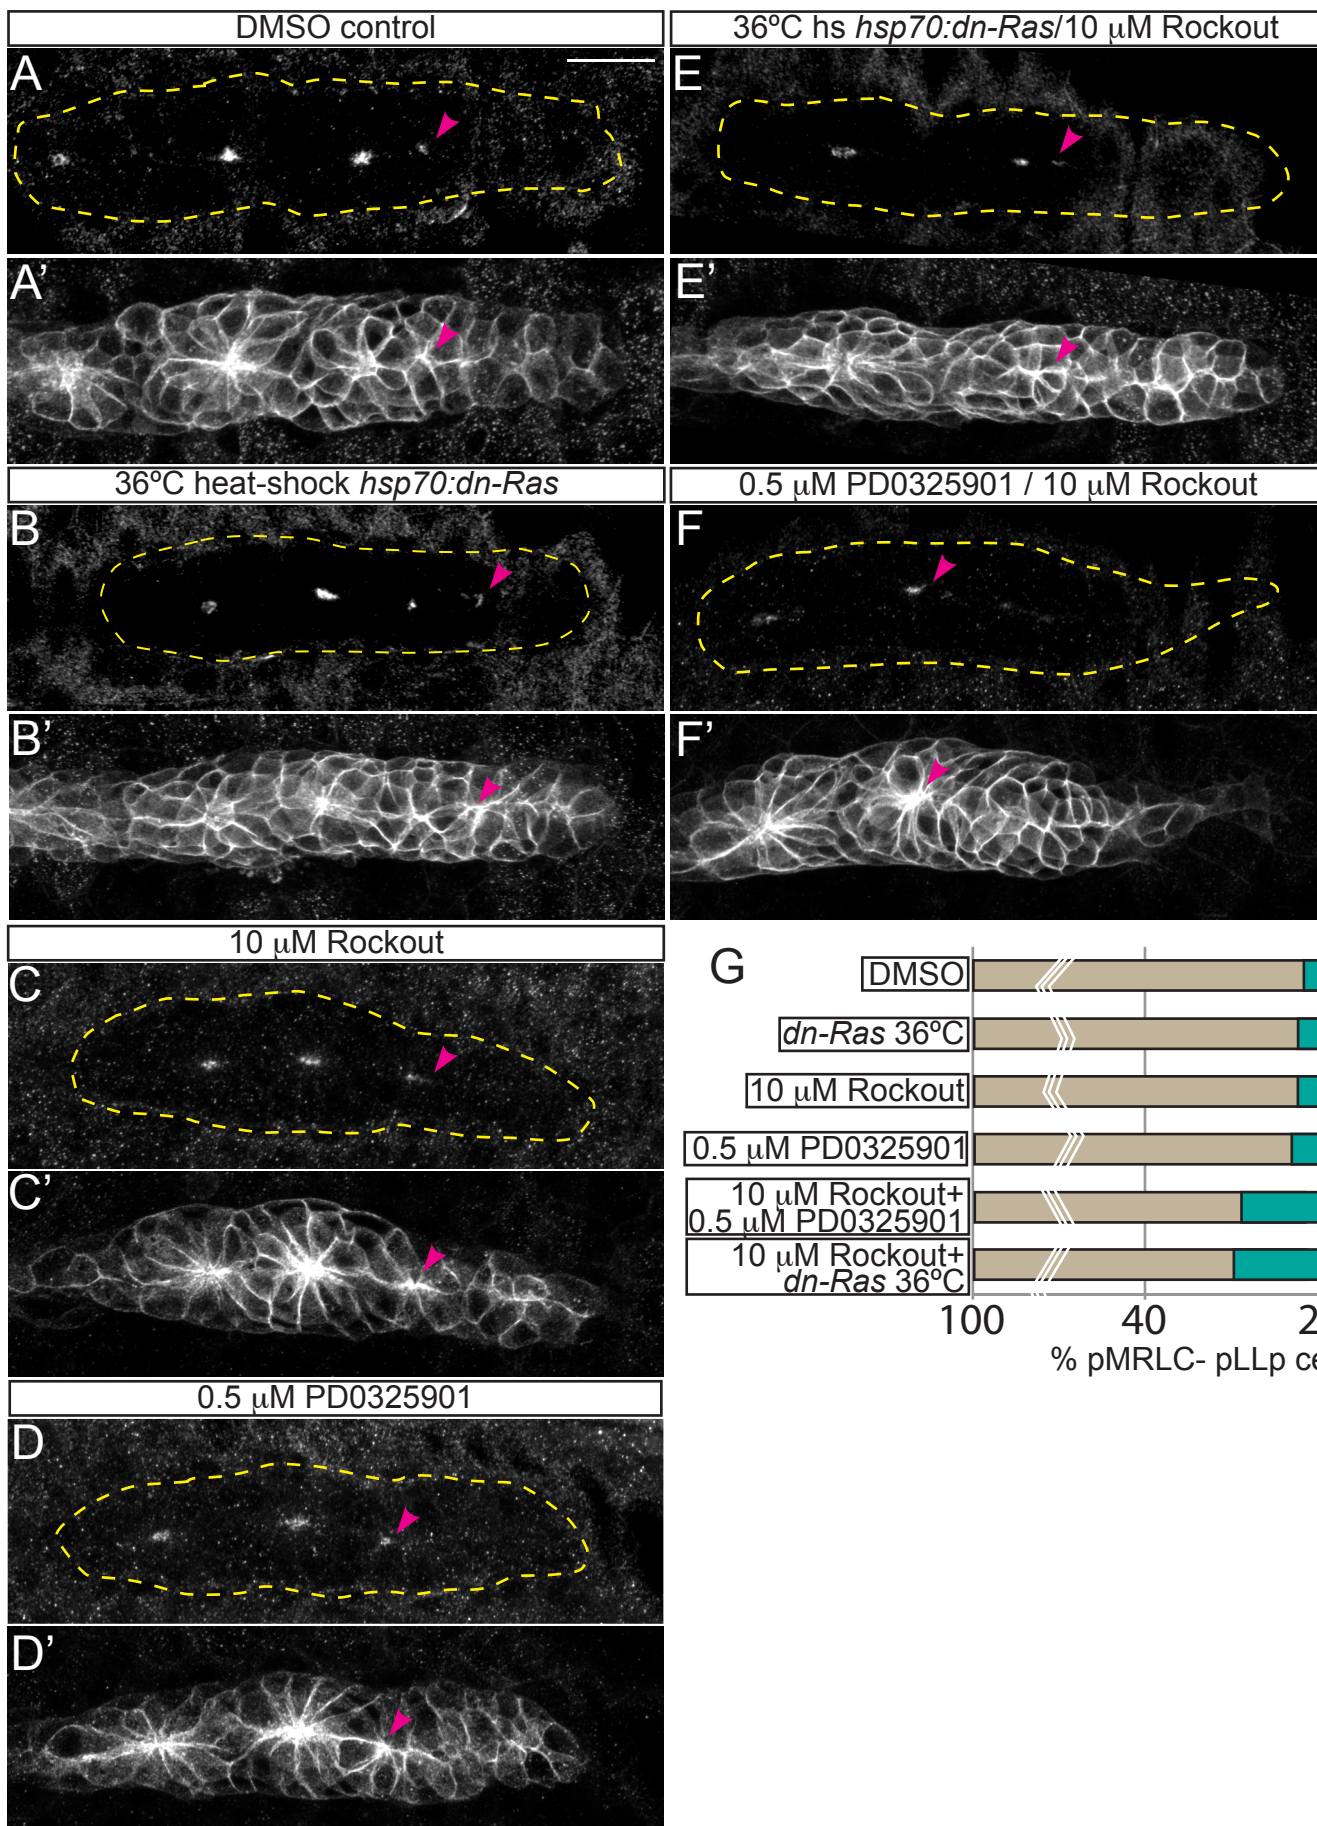 DMSO control
A
A’
36ºC heat-shock hsp70:dn-Ras
B
B’
10 μM Rockout
C
C’
0.5 μM PD0325901
D
D’
36ºC hs hsp70:dn-Ras/10 μM Rockout
E
E’
0.5 μM PD0325901 / 10 μM Rockout
F
F’
G
DMSO
dn-Ras 36ºC
10 μM Rockout
0.5 μM PD0325901
10 μM Rockout+
0.5 μM PD0325901
10 μM Rockout+
dn-Ras 36ºC
100 40 2
% pMRLC- pLLp ce